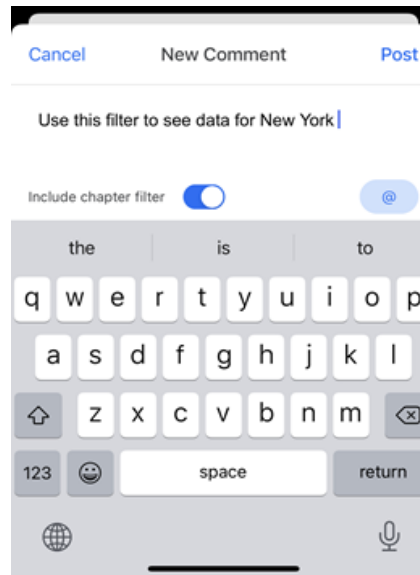 Cancel New Comment Post
Use this filter to see data for New York
Include chapter filter @
the is to
q w e r t y u i o p
a s d f g h j k l
z x c v b n m
123 space return